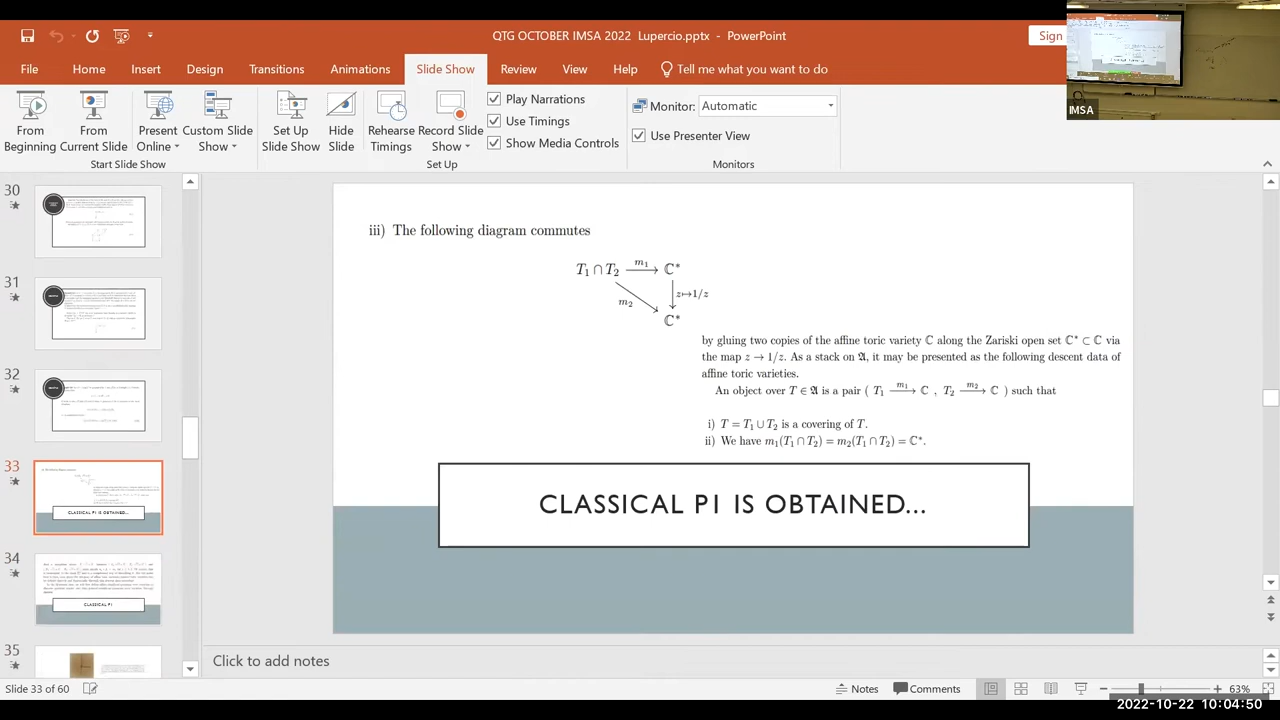 QTG OCTOBER IMSA 2022 Lupercio.pptx - PowerPoint
Sign
File Home Insert Design Transitions Animations Slide Show Review View Help Tell me what you want to do
From Beginning
From Current Slide
Present Online
Custom Slide Show
Start Slide Show
Set Up Slide Show
Hide Slide
Rehearse Timings
Record Slide Show
Play Narrations
Use Timings
Show Media Controls
Set Up
Monitor: Automatic
Use Presenter View
Monitors
IMSA
30
31
32
33
CLASSICAL P1 IS OBTAINED...
34
CLASSICAL P1
35
iii) The following diagram commutes
T₁ ∩ T₂ m₁ ℂ*
m₂ z↦1/z
ℂ*
by gluing two copies of the affine toric variety ℂ along the Zariski open set ℂ* ⊂ ℂ via
the map z → 1/z. As a stack on 𝔄, it may be presented as the following descent data of
affine toric varieties.
An object over T ∈ 𝔄 is a pair ( T₁ —m₁→ ℂ , T₂ —m₂→ ℂ ) such that
i) T = T₁ ∪ T₂ is a covering of T.
ii) We have m₁(T₁ ∩ T₂) = m₂(T₁ ∩ T₂) = ℂ*.
CLASSICAL P1 IS OBTAINED...
Click to add notes
Slide 33 of 60
Notes
Comments
63%
2022-10-22 10:04:50